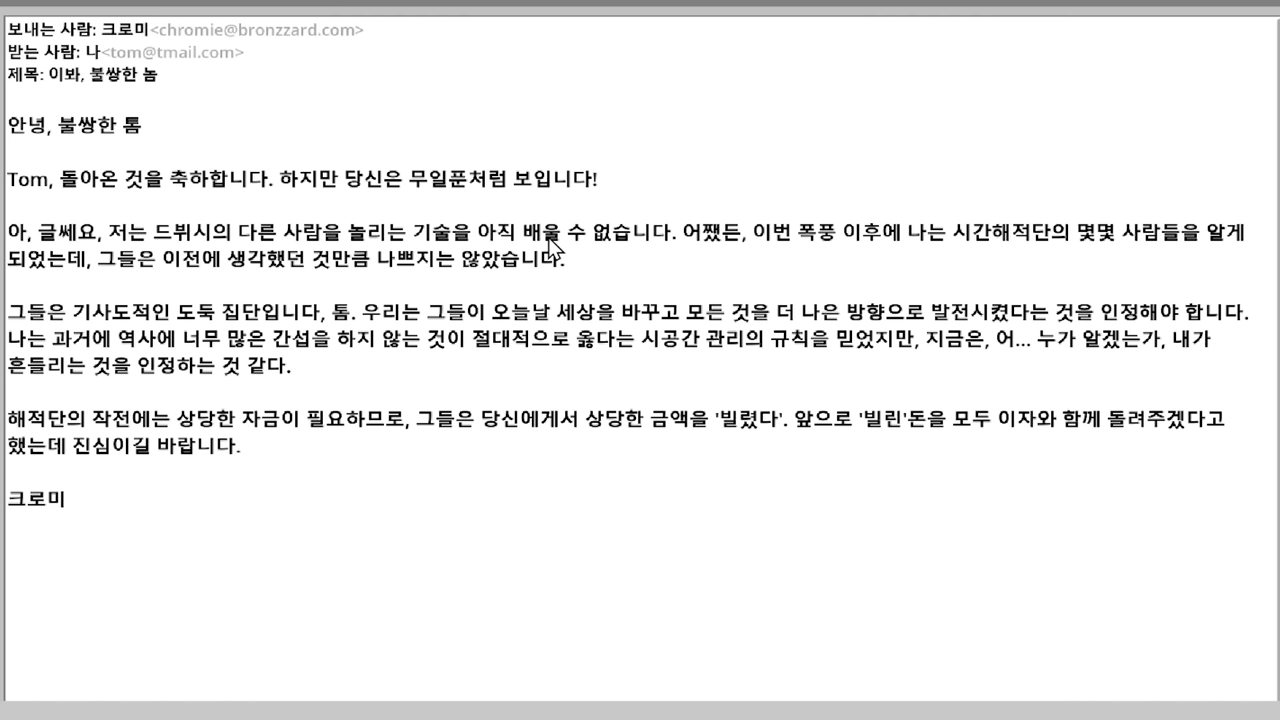 보내는 사람: 크로미<chromie@bronzzard.com>
받는 사람: 나<tom@tmail.com>
제목: 이봐, 불쌍한 놈
안녕, 불쌍한 톰
Tom, 돌아온 것을 축하합니다. 하지만 당신은 무일푼처럼 보입니다!
아, 글쎄요, 저는 드뷔시의 다른 사람을 놀리는 기술을 아직 배울 수 없습니다. 어쨌든, 이번 폭풍 이후에 나는 시간해적단의 몇몇 사람들을 알게
되었는데, 그들은 이전에 생각했던 것만큼 나쁘지는 않았습니다.
그들은 기사도적인 도둑 집단입니다, 톰. 우리는 그들이 오늘날 세상을 바꾸고 모든 것을 더 나은 방향으로 발전시켰다는 것을 인정해야 합니다.
나는 과거에 역사에 너무 많은 간섭을 하지 않는 것이 절대적으로 옳다는 시공간 관리의 규칙을 믿었지만, 지금은, 어... 누가 알겠는가, 내가
흔들리는 것을 인정하는 것 같다.
해적단의 작전에는 상당한 자금이 필요하므로, 그들은 당신에게서 상당한 금액을 '빌렸다'. 앞으로 '빌린'돈을 모두 이자와 함께 돌려주겠다고
했는데 진심이길 바랍니다.
크로미